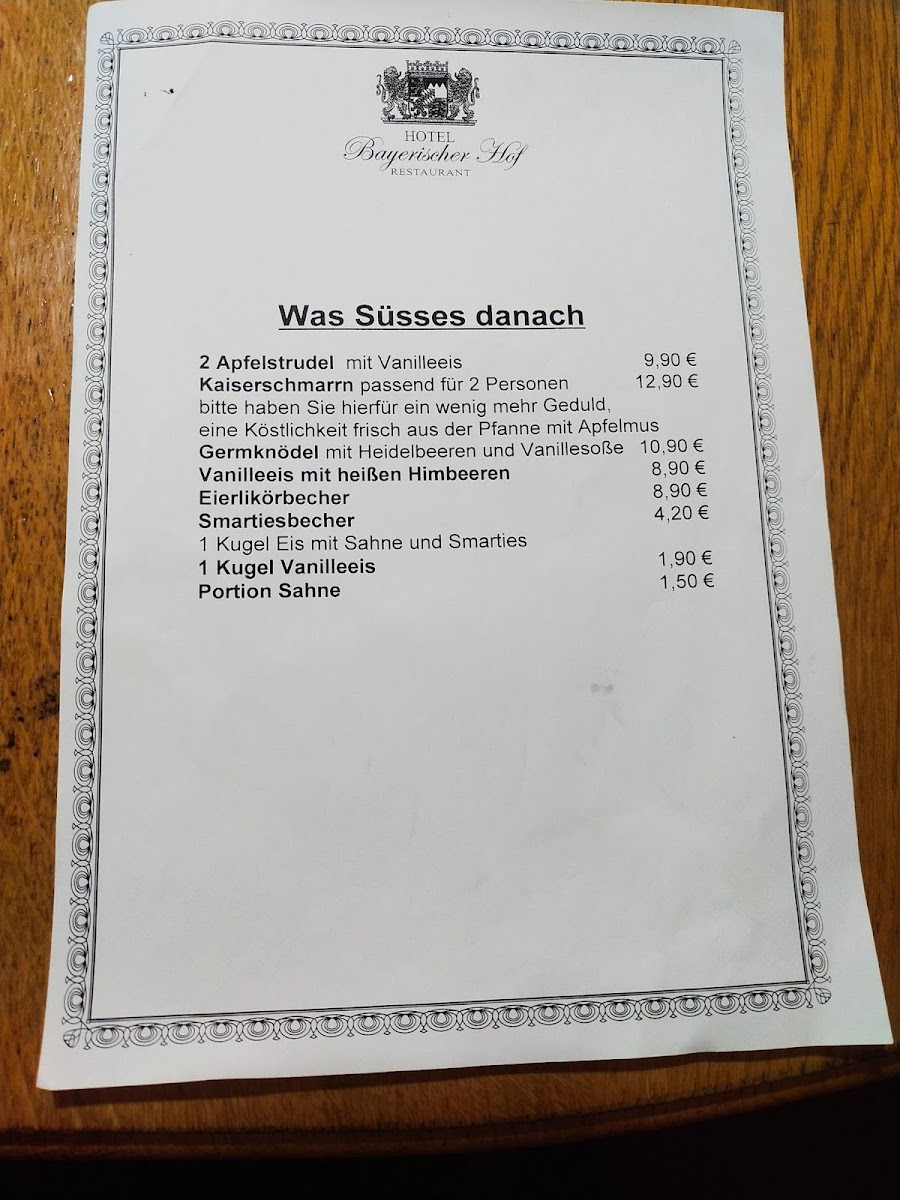 HOTEL
Bayerischer Hof
RESTAURANT
Was Süsses danach
2 Apfelstrudel mit Vanilleeis 9,90 €
Kaiserschmarrn passend für 2 Personen 12,90 €
bitte haben Sie hierfür ein wenig mehr Geduld,
eine Köstlichkeit frisch aus der Pfanne mit Apfelmus
Germknödel mit Heidelbeeren und Vanillesoße 10,90 €
Vanilleeis mit heißen Himbeeren 8,90 €
Eierlikörbecher 8,90 €
Smartiesbecher 4,20 €
1 Kugel Eis mit Sahne und Smarties
1 Kugel Vanilleeis 1,90 €
Portion Sahne 1,50 €